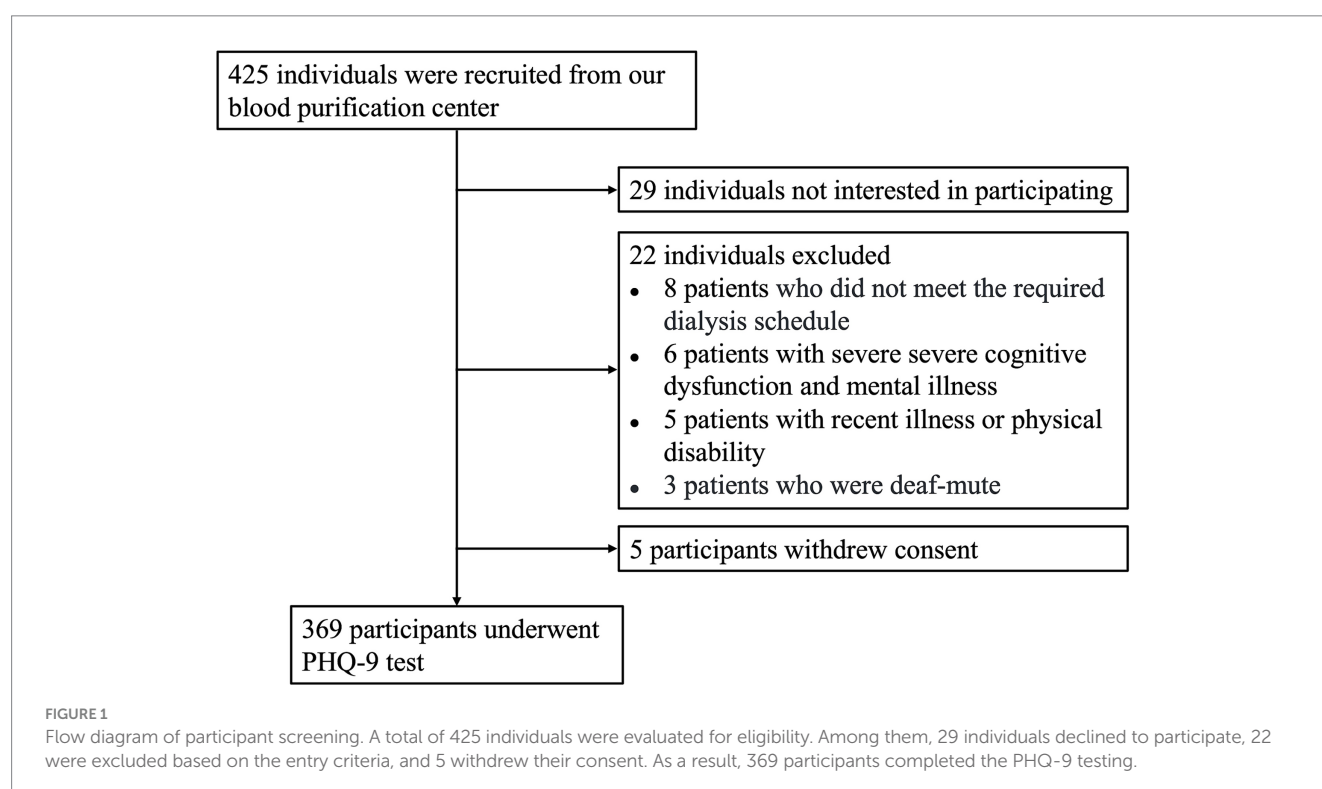 425 individuals were recruited from our
blood purification center
29 individuals not interested in participating
22 individuals excluded
• 8 patients who did not meet the required
dialysis schedule
• 6 patients with severe severe cognitive
dysfunction and mental illness
• 5 patients with recent illness or physical
disability
• 3 patients who were deaf-mute
5 participants withdrew consent
369 participants underwent
PHQ-9 test
FIGURE 1
Flow diagram of participant screening. A total of 425 individuals were evaluated for eligibility. Among them, 29 individuals declined to participate, 22
were excluded based on the entry criteria, and 5 withdrew their consent. As a result, 369 participants completed the PHQ-9 testing.